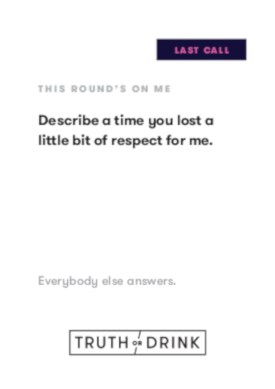 LAST CALL
THIS ROUND'S ON ME
Describe a time you lost a
little bit of respect for me.
Everybody else answers.
TRUTH OR DRINK